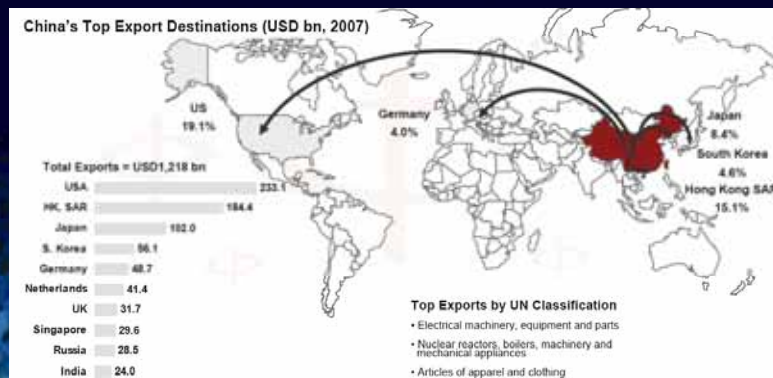 China's Top Export Destinations (USD bn, 2007)
US
19.1%
Germany
4.0%
Japan
8.4%
South Korea
4.6%
Hong Kong SAR
15.1%
Total Exports = USD1,218 bn
USA 233.1
HK. SAR 184.4
Japan 102.0
S. Korea 56.1
Germany 48.7
Netherlands 41.4
UK 31.7
Singapore 29.6
Russia 28.5
India 24.0
Top Exports by UN Classification
• Electrical machinery, equipment and parts
• Nuclear reactors, boilers, machinery and
mechanical appliances
• Articles of apparel and clothing